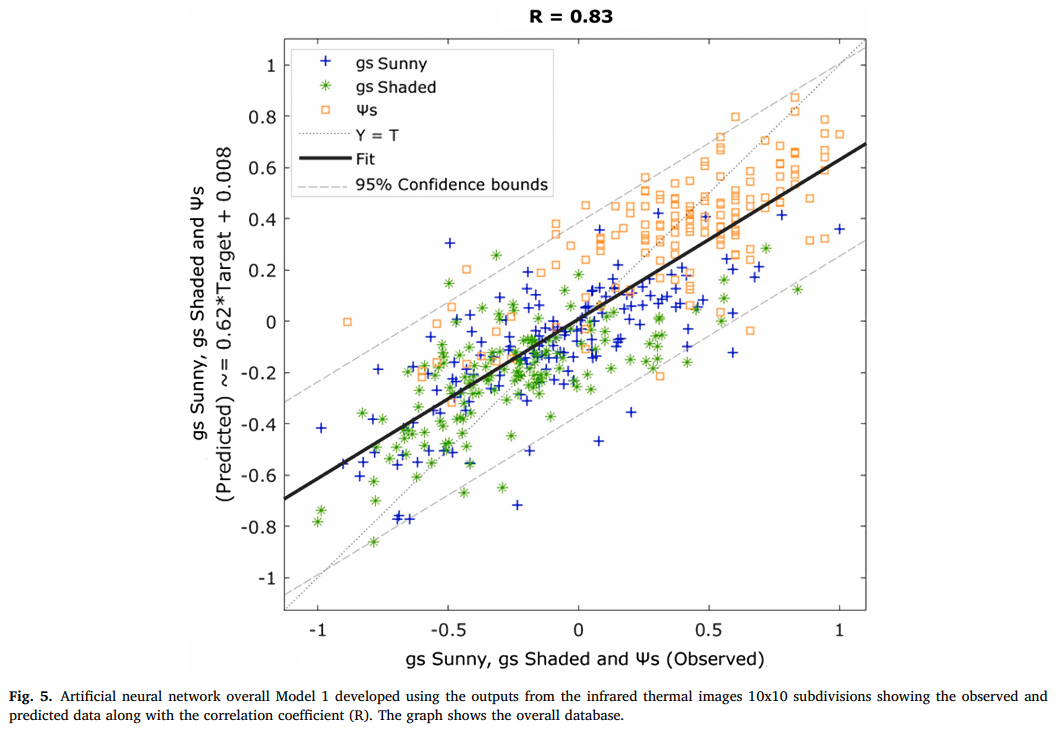 R = 0.83
gs Sunny
gs Shaded
Ψs
Y = T
Fit
95% Confidence bounds
gs Sunny, gs Shaded and Ψs
(Predicted) ~= 0.62*Target + 0.008
1
0.8
0.6
0.4
0.2
0
-0.2
-0.4
-0.6
-0.8
-1
-1
-0.5
0
0.5
1
gs Sunny, gs Shaded and Ψs (Observed)
Fig. 5. Artificial neural network overall Model 1 developed using the outputs from the infrared thermal images 10x10 subdivisions showing the observed and
predicted data along with the correlation coefficient (R). The graph shows the overall database.